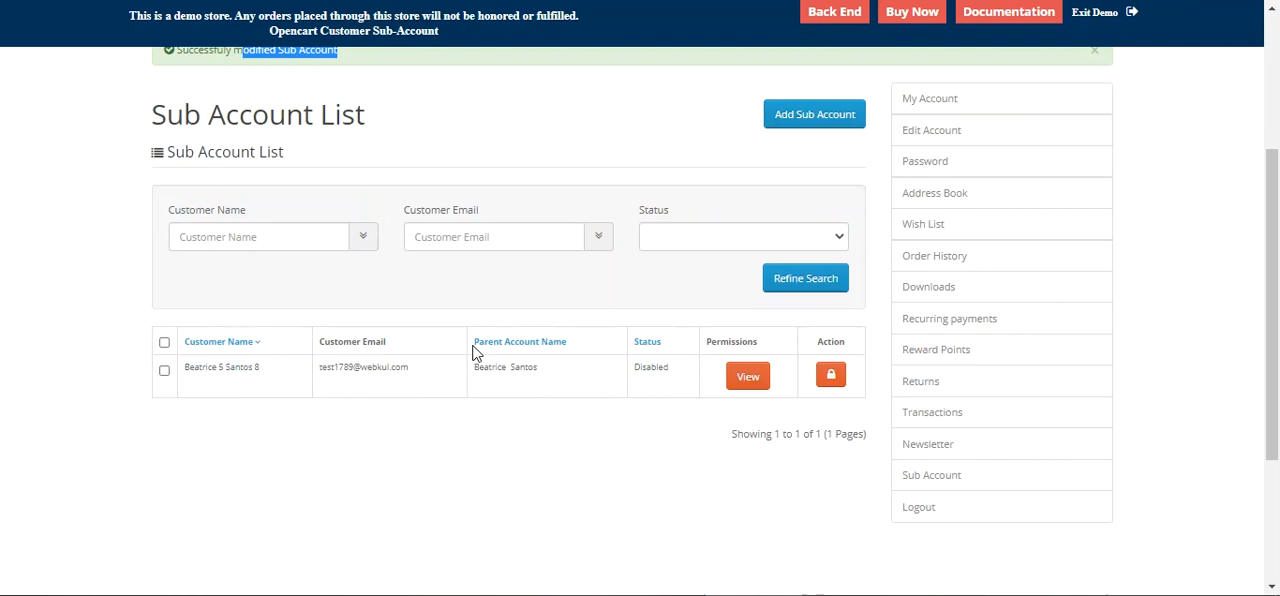 This is a demo store. Any orders placed through this store will not be honored or fulfilled.
Opencart Customer Sub-Account
Back End
Buy Now
Documentation
Exit Demo
Successfully modified Sub Account
×
Sub Account List
Add Sub Account
Sub Account List
Customer Name
Customer Email
Status
Customer Name
Customer Email
Refine Search
Customer Name
Customer Email
Parent Account Name
Status
Permissions
Action
Beatrice 5 Santos 8
test1789@webkul.com
Beatrice Santos
Disabled
View
Showing 1 to 1 of 1 (1 Pages)
My Account
Edit Account
Password
Address Book
Wish List
Order History
Downloads
Recurring payments
Reward Points
Returns
Transactions
Newsletter
Sub Account
Logout